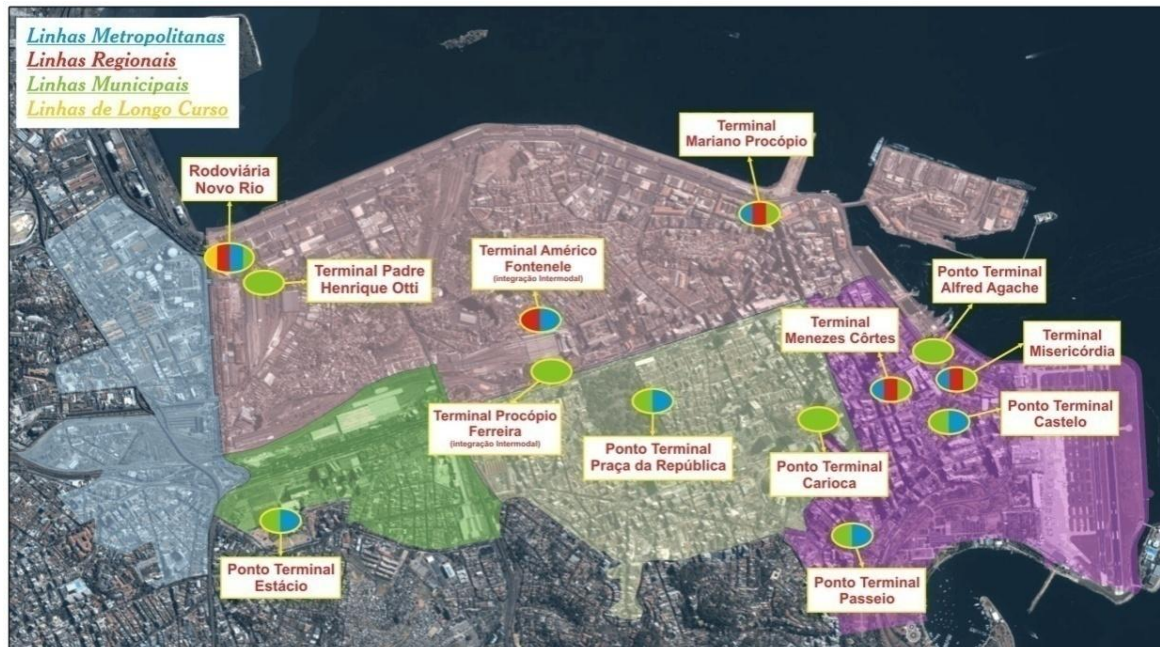 Linhas Metropolitanas
Linhas Regionais
Linhas Municipais
Linhas de Longo Curso
Terminal
Mariano Procópio
Rodoviária
Novo Rio
Terminal Américo
Fontenele
(integração Intermodal)
Terminal Padre
Henrique Otti
Ponto Terminal
Alfred Agache
Terminal
Menezes Côrtes
Terminal
Misericórdia
Terminal Procópio
Ferreira
(integração Intermodal)
Ponto Terminal
Praça da República
Ponto Terminal
Carioca
Ponto Terminal
Castelo
Ponto Terminal
Estácio
Ponto Terminal
Passeio